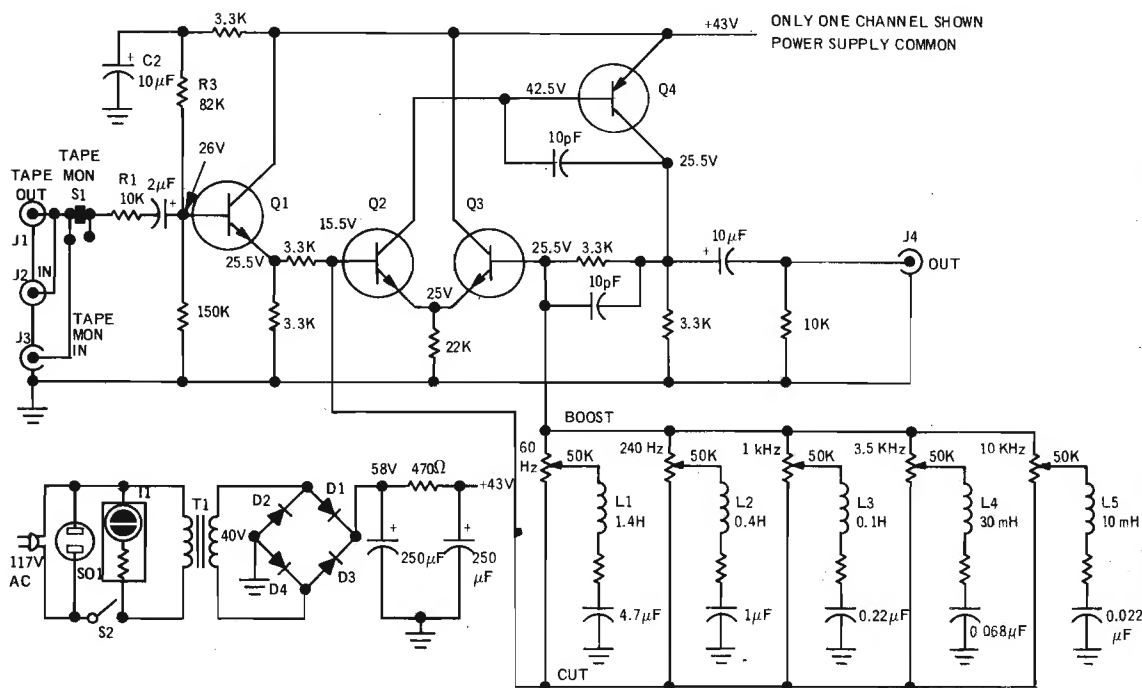 3.3K
+43V
ONLY ONE CHANNEL SHOWN
POWER SUPPLY COMMON
C2
10μF
+
R3
82K
42.5V
Q4
10pF
25.5V
26V
TAPE
OUT
TAPE
MON
S1
R1
10K
2μF
+
Q1
Q2
Q3
15.5V
25.5V
3.3K
25.5V
3.3K
10pF
+
10μF
J4
OUT
J1
J2
IN
J3
TAPE
MON
IN
150K
3.3K
25V
22K
3.3K
10K
BOOST
60
Hz
50K
240 Hz
50K
1 kHz
50K
3.5 KHz
50K
10 KHz
50K
L1
1.4H
L2
0.4H
L3
0.1H
L4
30 mH
L5
10 mH
4.7μF
1μF
0.22μF
0.068μF
0.022
μF
CUT
117V
AC
SO1
S2
I1
T1
40V
D2
D1
D4
D3
58V
470Ω
+43V
+
250μF
+
250
μF